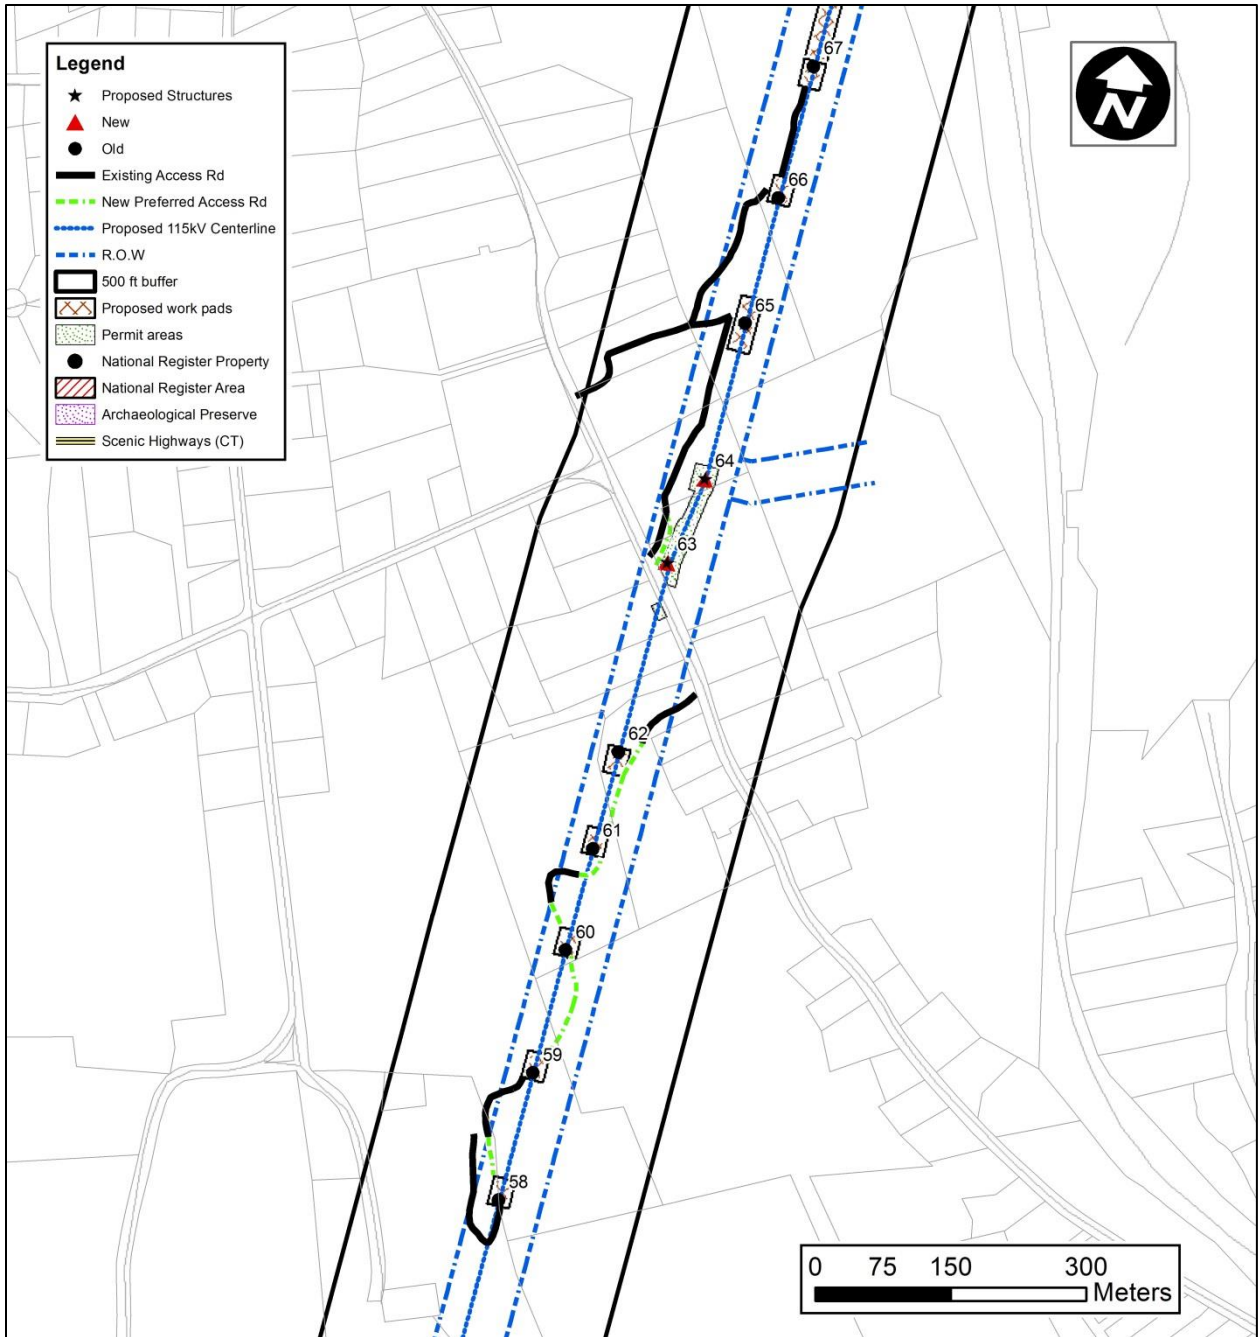 Legend
Proposed Structures
New
Old
Existing Access Rd
New Preferred Access Rd
Proposed 115kV Centerline
R.O.W
500 ft buffer
Proposed work pads
Permit areas
National Register Property
National Register Area
Archaeological Preserve
Scenic Highways (CT)
N
67
66
65
64
63
62
61
60
59
58
0 75 150 300
Meters